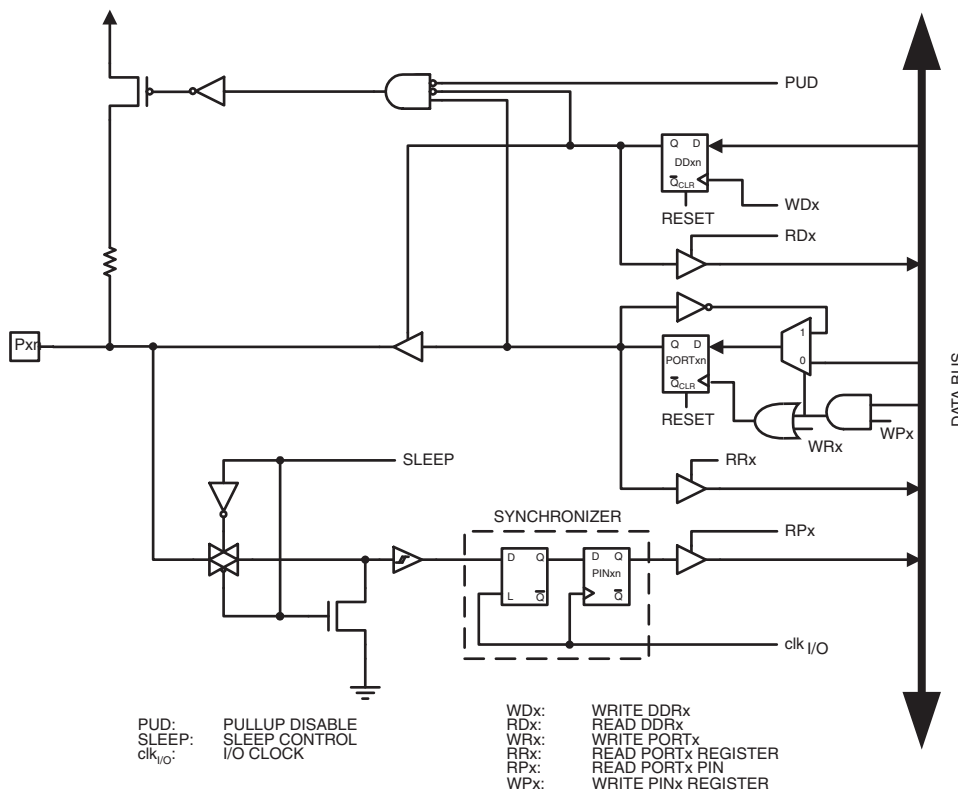 PUD
Q D
DDxn
Q CLR
WDx
RESET
RDx
1
Pxn
Q D
PORTxn
0
Q CLR
RESET
WRx
WPx
DATA BUS
SLEEP
RRx
SYNCHRONIZER
RPx
D Q
D Q
PINxn
L Q
Q
clk I/O
PUD: PULLUP DISABLE
SLEEP: SLEEP CONTROL
clkI/O: I/O CLOCK
WDx: WRITE DDRx
RDx: READ DDRx
WRx: WRITE PORTx
RRx: READ PORTx REGISTER
RPx: READ PORTx PIN
WPx: WRITE PINx REGISTER